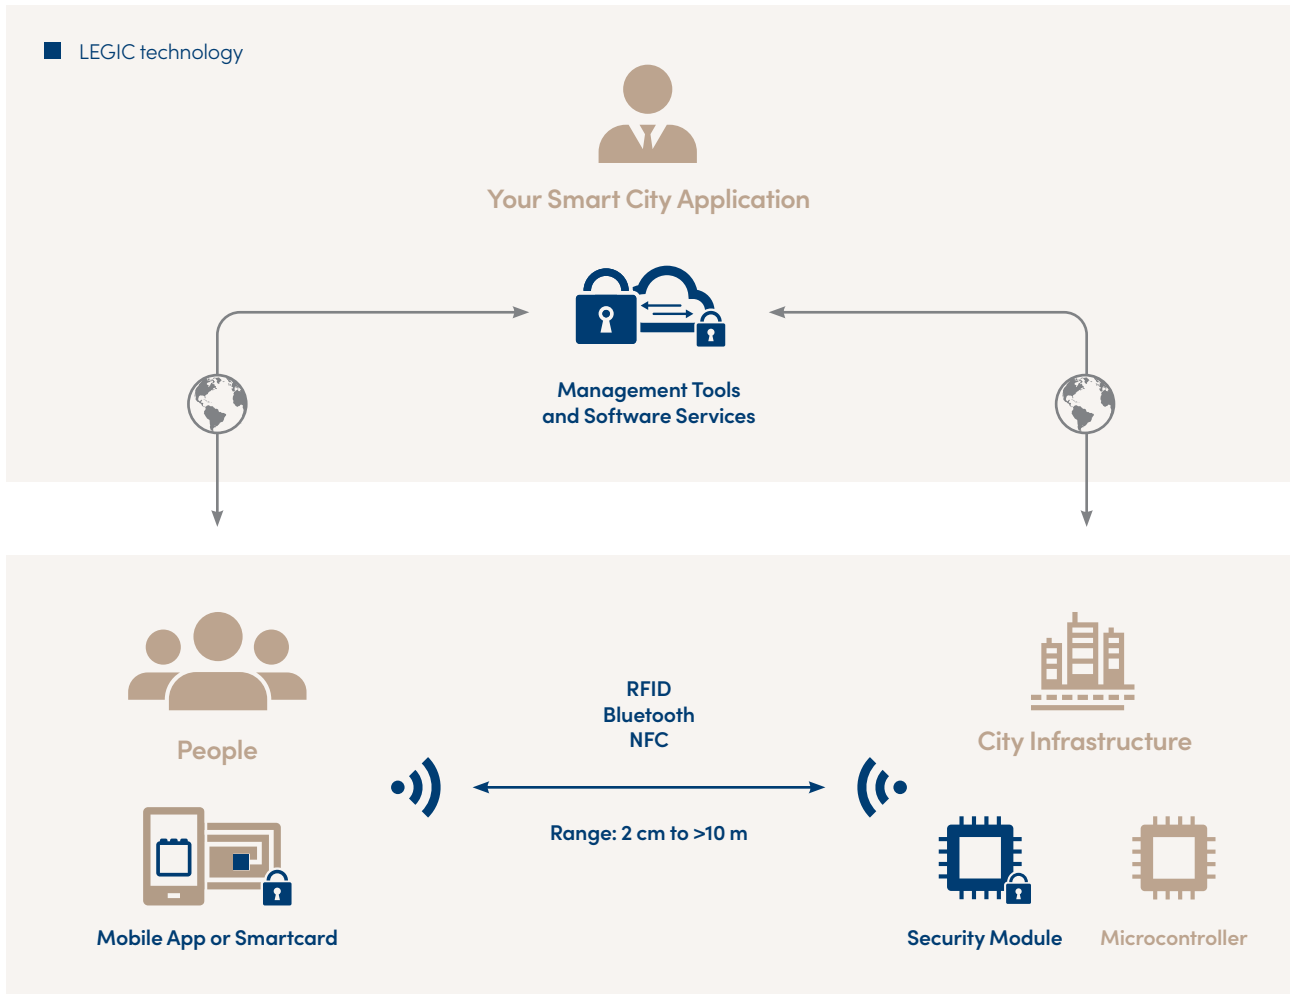 LEGIC technology
Your Smart City Application
Management Tools
and Software Services
People
RFID
Bluetooth
NFC
City Infrastructure
Range: 2 cm to >10 m
Mobile App or Smartcard
Security Module
Microcontroller